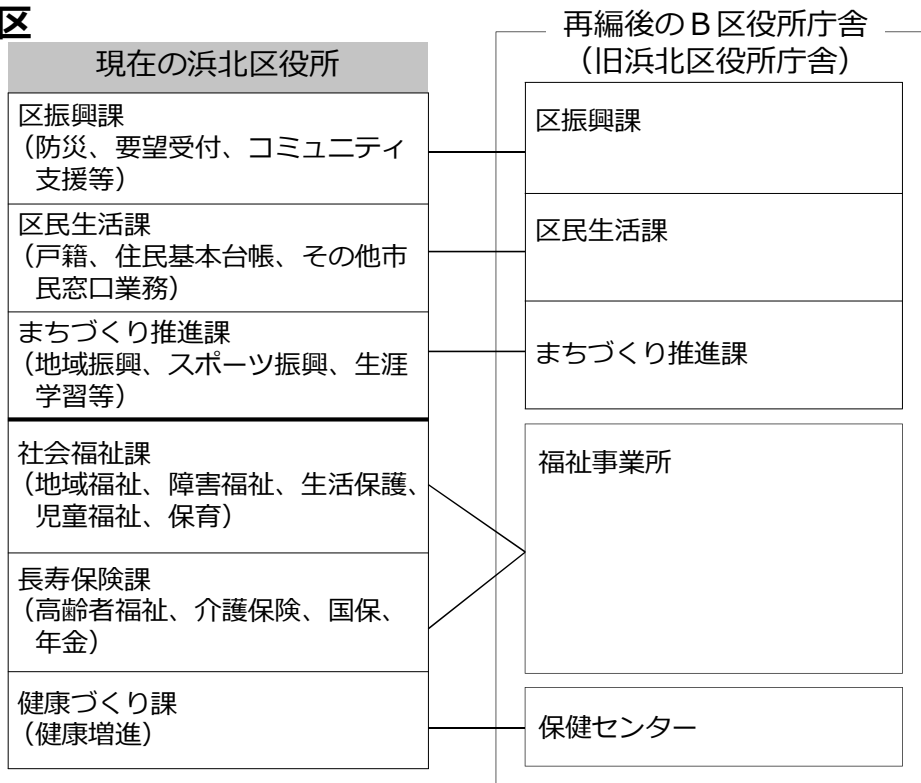 区
現在の浜北区役所
区振興課
（防災、要望受付、コミュニティ
支援等）
区民生活課
（戸籍、住民基本台帳、その他市
民窓口業務）
まちづくり推進課
（地域振興、スポーツ振興、生涯
学習等）
社会福祉課
（地域福祉、障害福祉、生活保護、
児童福祉、保育）
長寿保険課
（高齢者福祉、介護保険、国保、
年金）
健康づくり課
（健康増進）
再編後のＢ区役所庁舎
（旧浜北区役所庁舎）
区振興課
区民生活課
まちづくり推進課
福祉事業所
保健センター